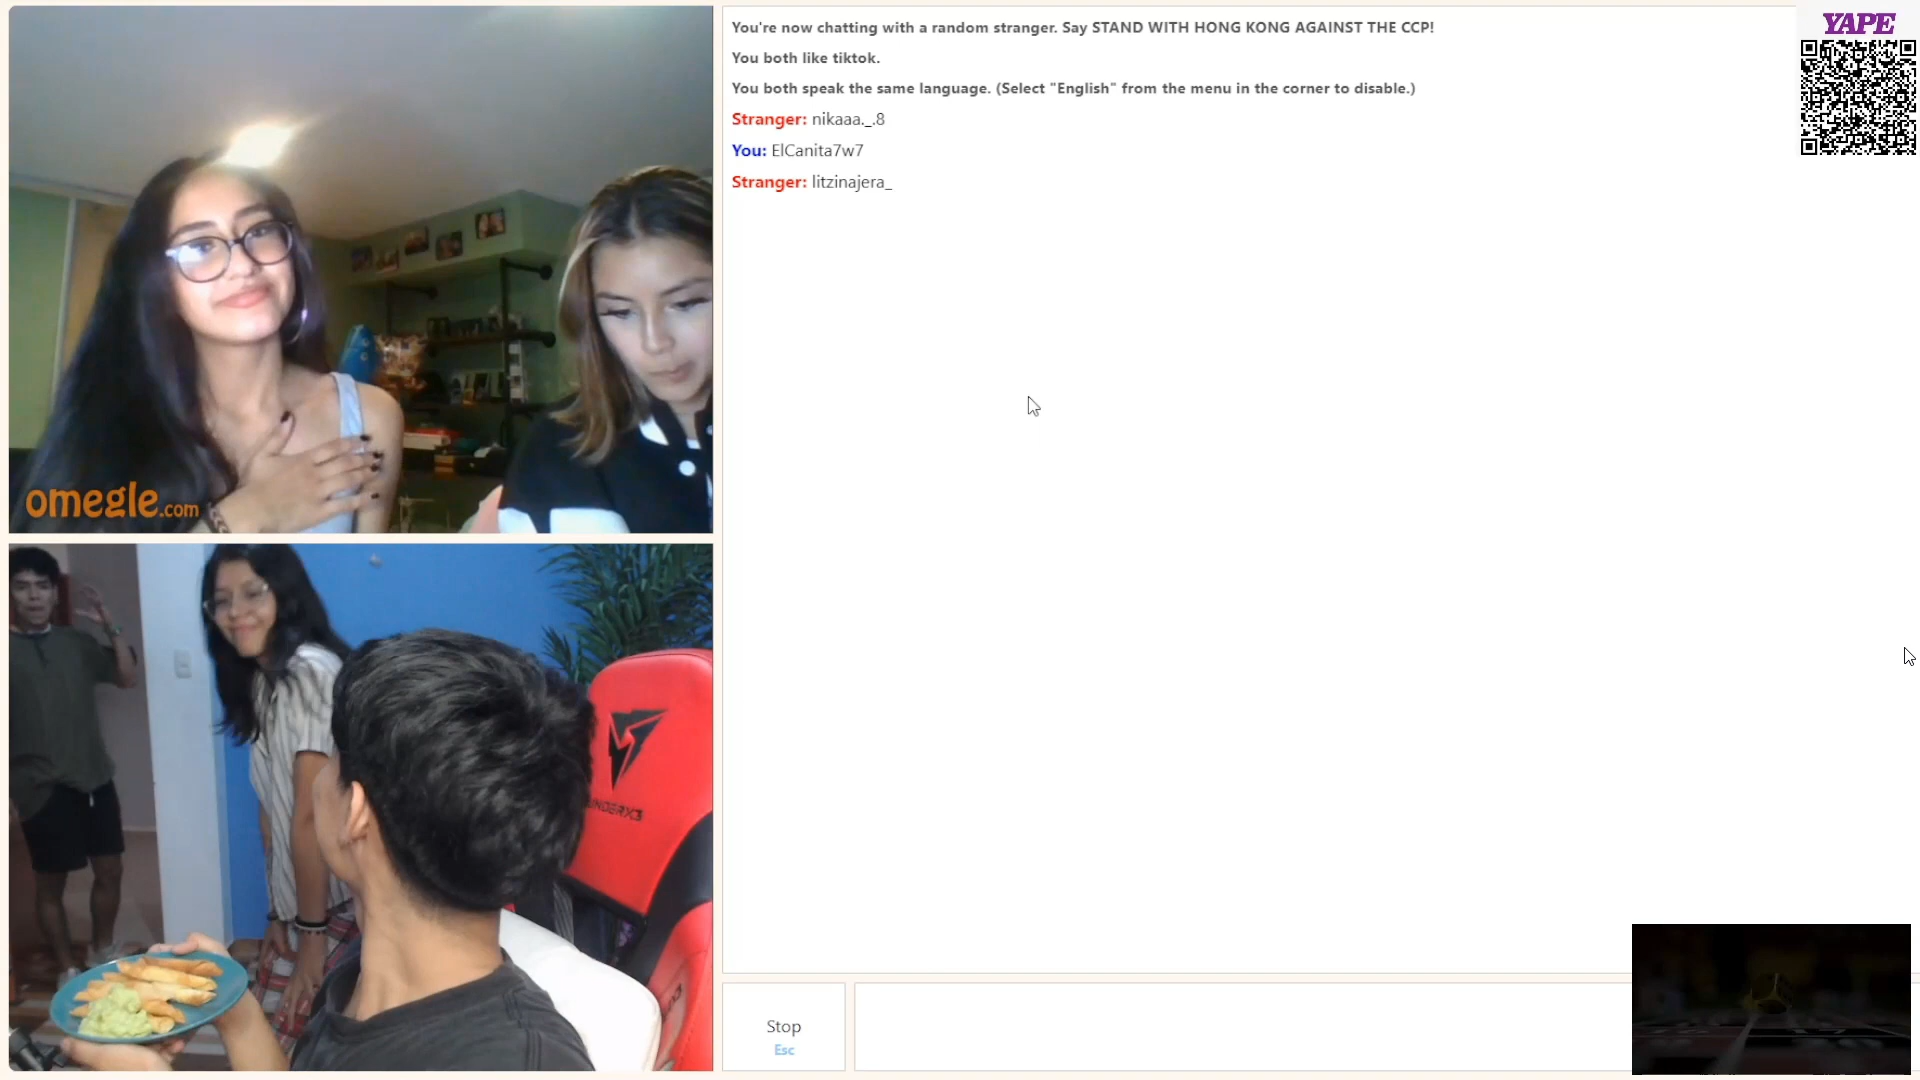 You're now chatting with a random stranger. Say STAND WITH HONG KONG AGAINST THE CCP!
You both like tiktok.
You both speak the same language. (Select "English" from the menu in the corner to disable.)
Stranger: nikaaa._.8
You: ElCanita7w7
Stranger: litzinajera_
YAPE
omegle.com
UNDERX3
Stop
Esc